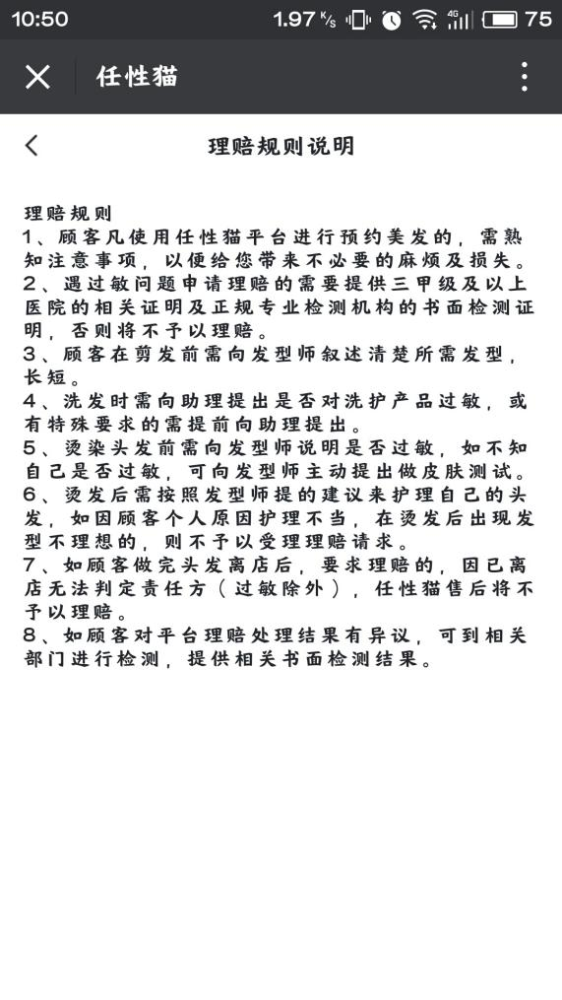 10:50
1.97 K/s 4G 75
任性猫
理赔规则说明
理赔规则
1、顾客凡使用任性猫平台进行预约美发的，需熟
知注意事项，以便给您带来不必要的麻烦及损失。
2、遇过敏问题申请理赔的需要提供三甲级及以上
医院的相关证明及正规专业检测机构的书面检测证
明，否则将不予以理赔。
3、顾客在剪发前需向发型师叙述清楚所需发型，
长短。
4、洗发时需向助理提出是否对洗护产品过敏，或
有特殊要求的需提前向助理提出。
5、烫染头发前需向发型师说明是否过敏，如不知
自己是否过敏，可向发型师主动提出做皮肤测试。
6、烫发后需按照发型师提的建议来护理自己的头
发，如因顾客个人原因护理不当，在烫发后出现发
型不理想的，则不予以受理理赔请求。
7、如顾客做完头发离店后，要求理赔的，因已离
店无法判定责任方（过敏除外），任性猫售后将不
予以理赔。
8、如顾客对平台理赔处理结果有异议，可到相关
部门进行检测，提供相关书面检测结果。